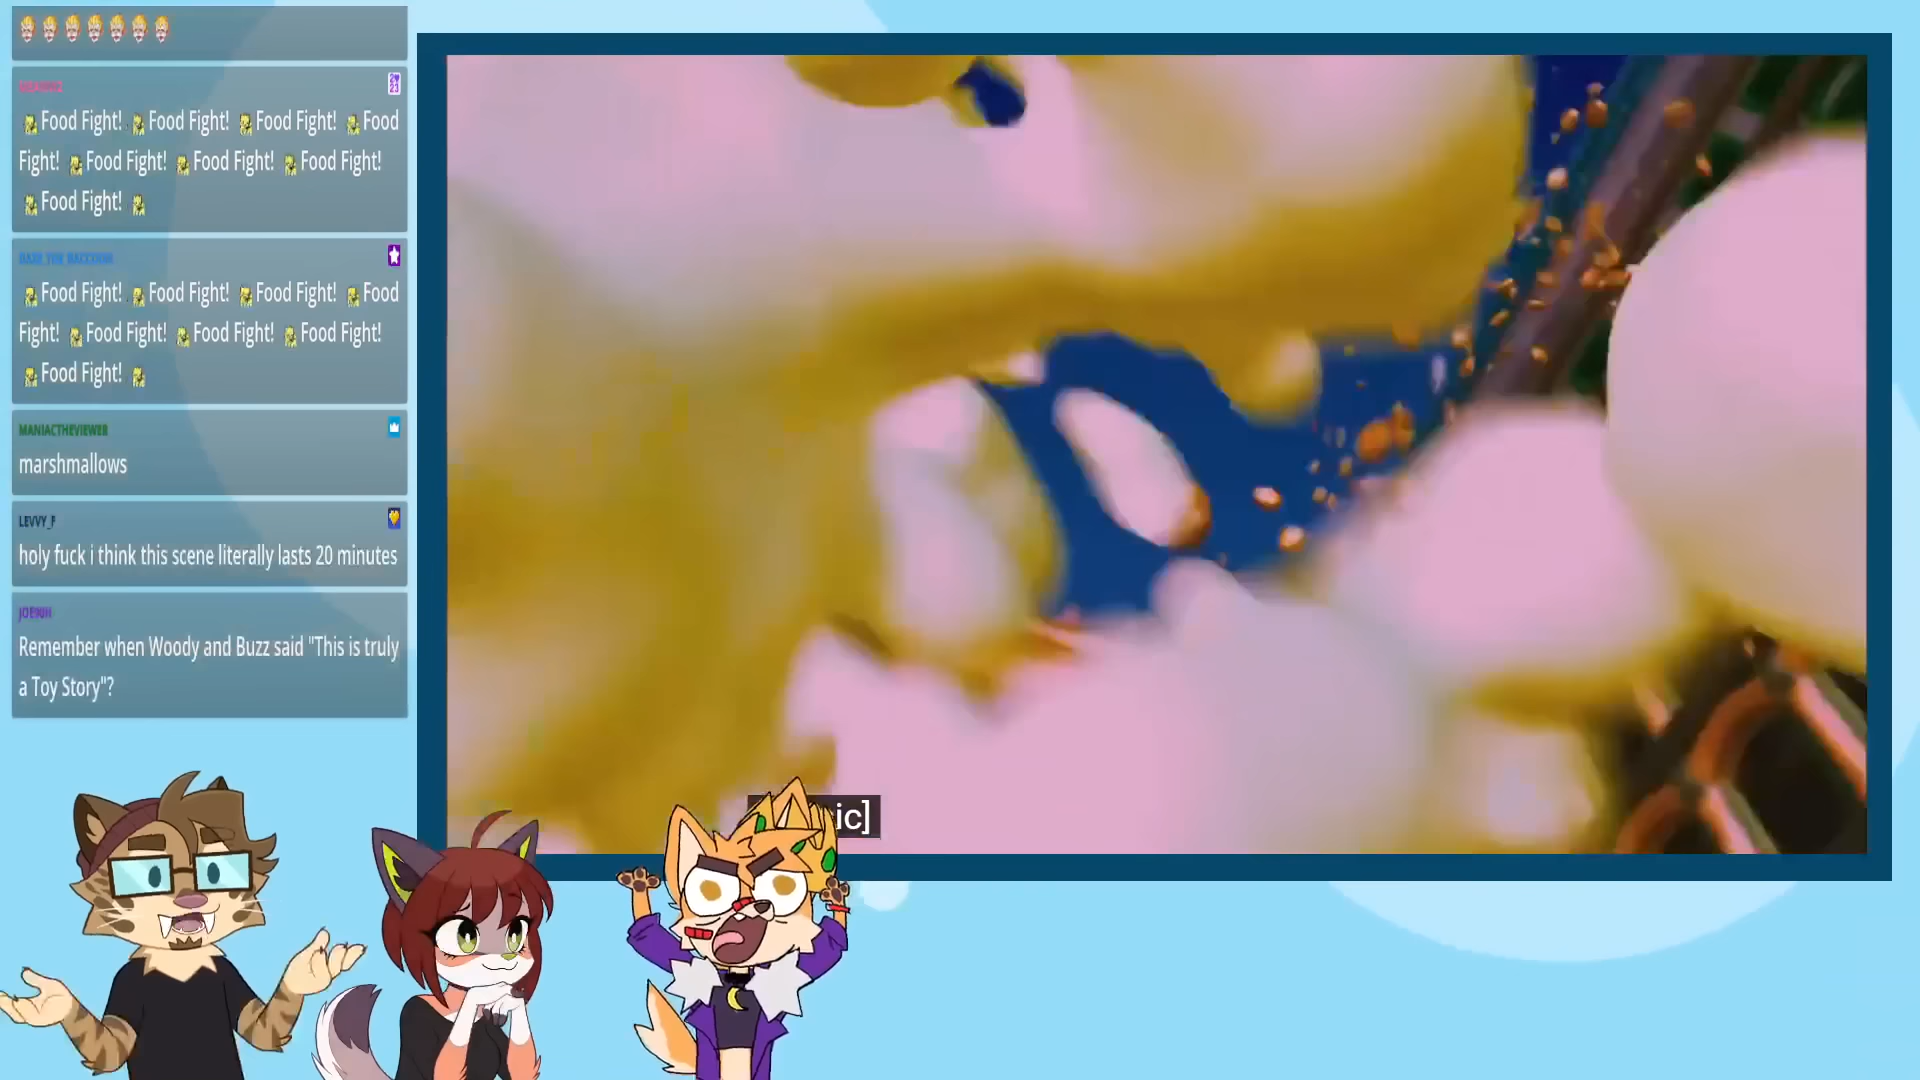 Food Fight! Food Fight! Food Fight! Food
Fight! Food Fight! Food Fight! Food Fight!
Food Fight!
Food Fight! Food Fight! Food Fight! Food
Fight! Food Fight! Food Fight! Food Fight!
Food Fight!
MANIACTHEVIEWER
marshmallows
LEVVY_F
holy fuck i think this scene literally lasts 20 minutes
Remember when Woody and Buzz said "This is truly
a Toy Story"?
ic]